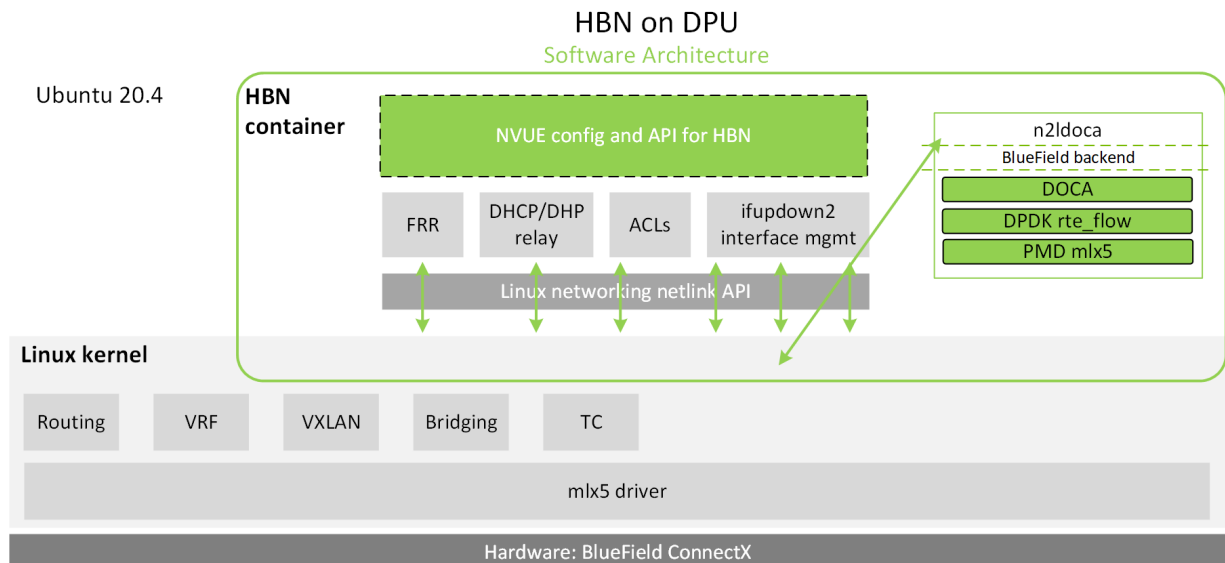 HBN on DPU
Software Architecture
Ubuntu 20.4
HBN
container
NVUE config and API for HBN
n2ldoca
BlueField backend
DOCA
DPDK rte_flow
PMD mlx5
FRR
DHCP/DHP
relay
ACLs
ifupdown2
interface mgmt
Linux networking netlink API
Linux kernel
Routing
VRF
VXLAN
Bridging
TC
mlx5 driver
Hardware: BlueField ConnectX